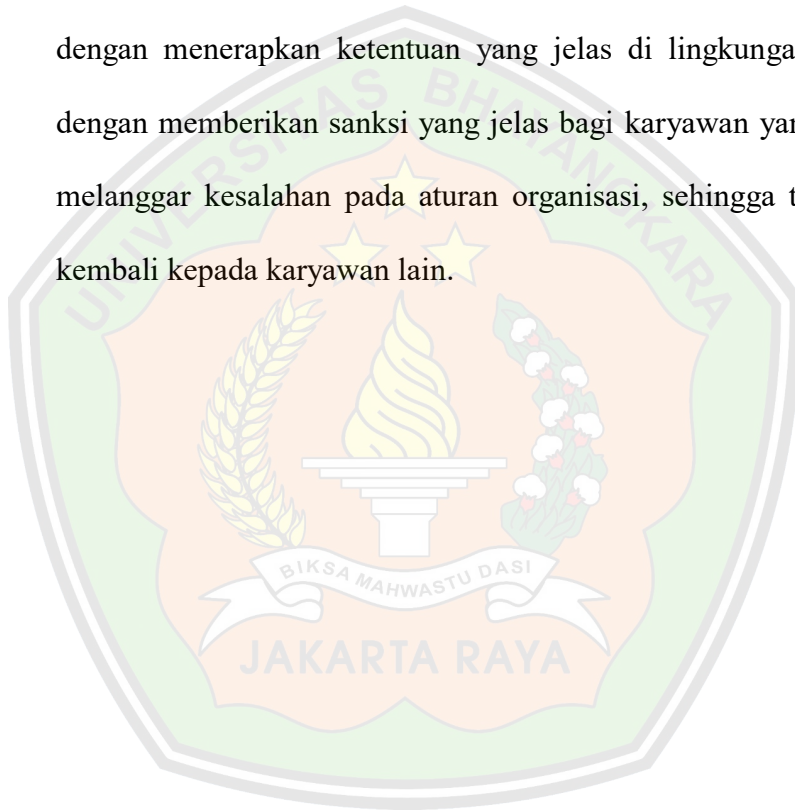 dengan menerapkan ketentuan yang jelas di lingkunga
dengan memberikan sanksi yang jelas bagi karyawan yan
melanggar kesalahan pada aturan organisasi, sehingga t
kembali kepada karyawan lain.
UNIVERSITAS BHAYANGKARA
BIKSA MAHWASTU DASI
JAKARTA RAYA